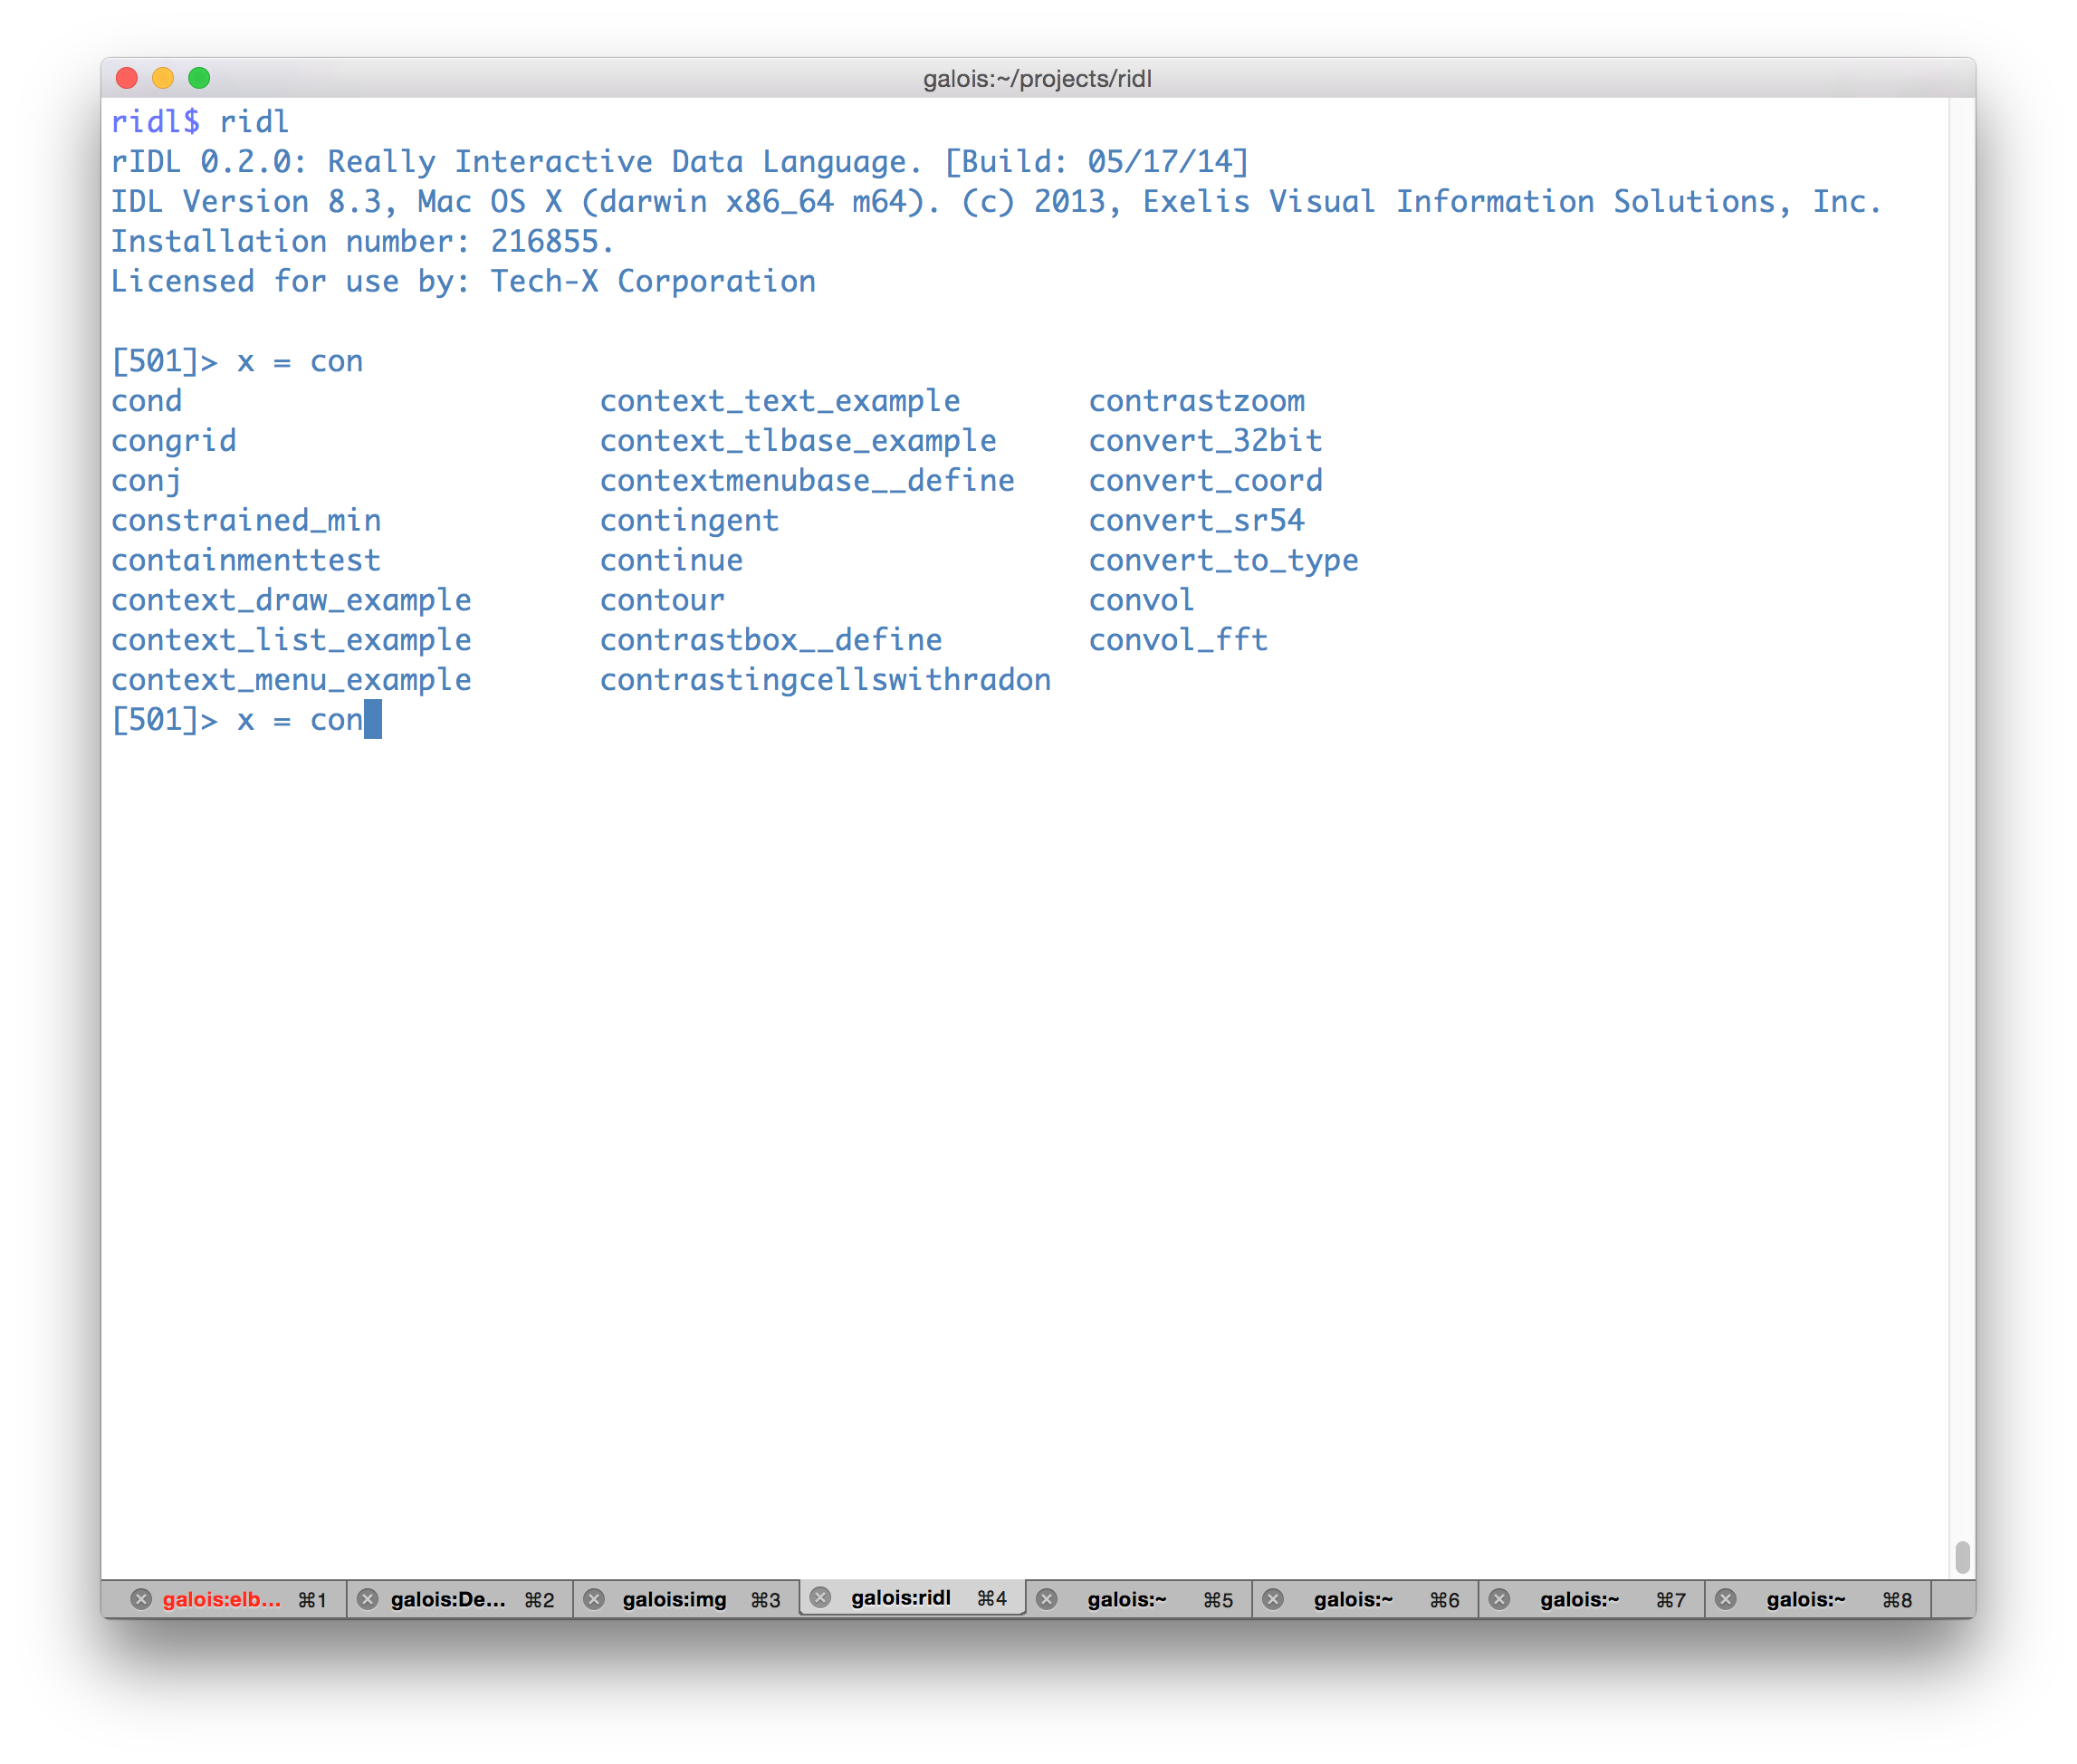 galois:~/projects/ridl
ridl$ ridl
rIDL 0.2.0: Really Interactive Data Language. [Build: 05/17/14]
IDL Version 8.3, Mac OS X (darwin x86_64 m64). (c) 2013, Exelis Visual Information Solutions, Inc.
Installation number: 216855.
Licensed for use by: Tech-X Corporation
[501]> x = con
cond context_text_example contrastzoom
congrid context_tlbase_example convert_32bit
conj contextmenubase__define convert_coord
constrained_min contingent convert_sr54
containmenttest continue convert_to_type
context_draw_example contour convol
context_list_example contrastbox__define convol_fft
context_menu_example contrastingcellswithradon
[501]> x = con
galois:elb... ⌘1 galois:De... ⌘2 galois:img ⌘3 galois:ridl ⌘4 galois:~ ⌘5 galois:~ ⌘6 galois:~ ⌘7 galois:~ ⌘8